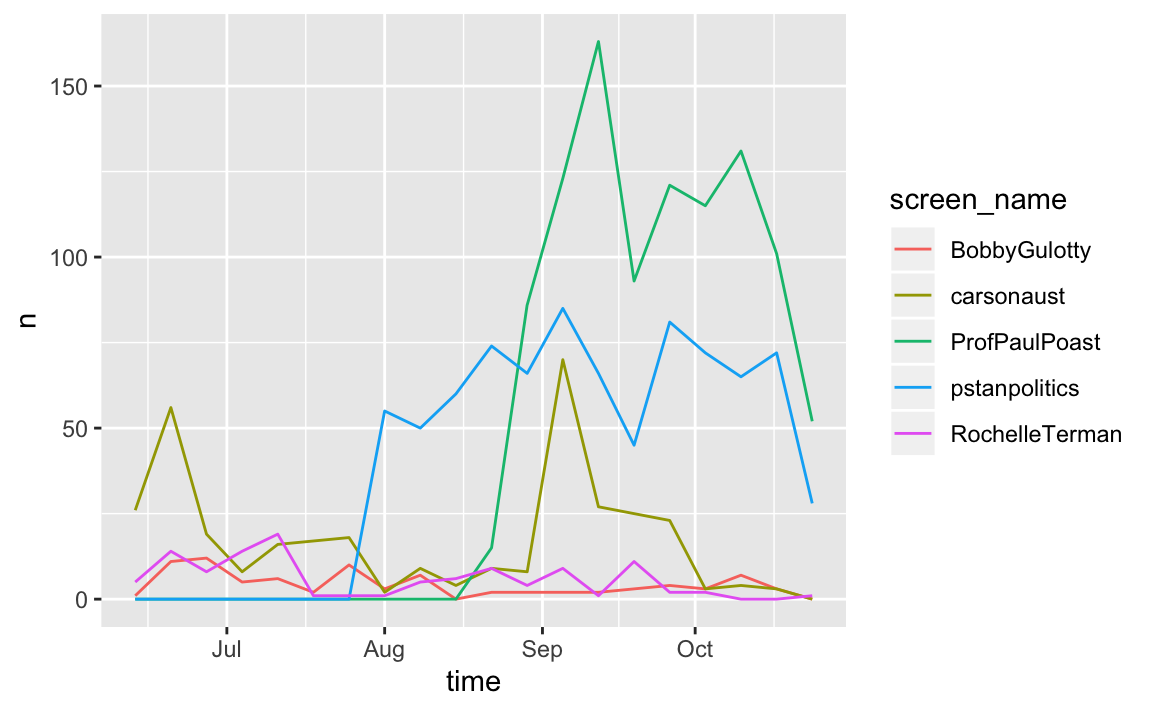 150
100
50
0
n
Jul
Aug
Sep
Oct
time
screen_name
BobbyGulotty
carsonaust
ProfPaulPoast
pstanpolitics
RochelleTerman